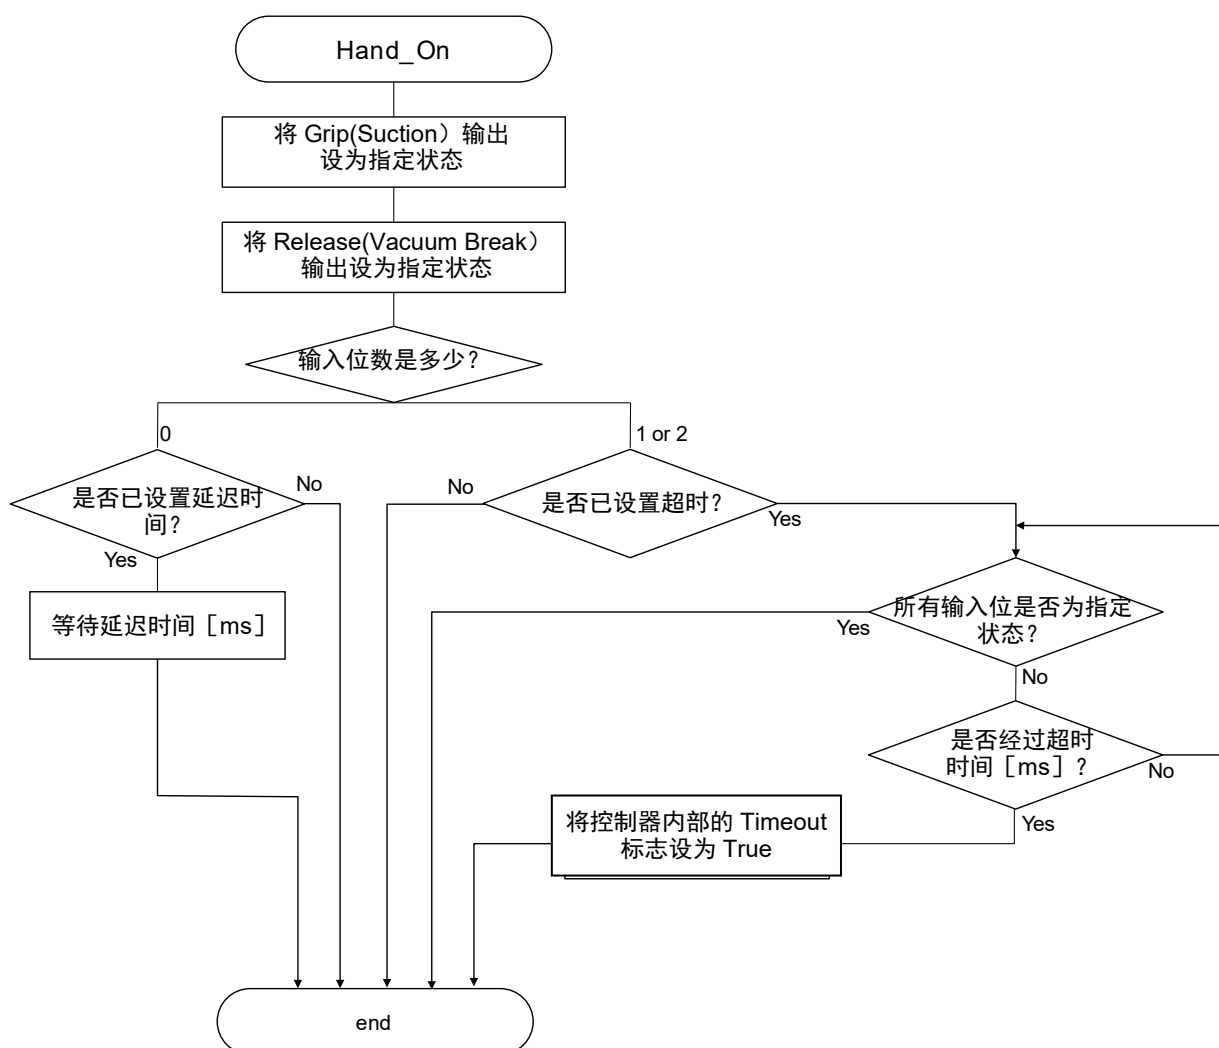 Hand_On
将 Grip(Suction）输出
设为指定状态
将 Release(Vacuum Break）
输出设为指定状态
输入位数是多少？
0
1 or 2
是否已设置延迟时
间？
No
Yes
No
是否已设置超时？
Yes
等待延迟时间［ms］
所有输入位是否为指定
状态？
Yes
No
是否经过超时
时间［ms］？
No
Yes
将控制器内部的 Timeout
标志设为 True
end